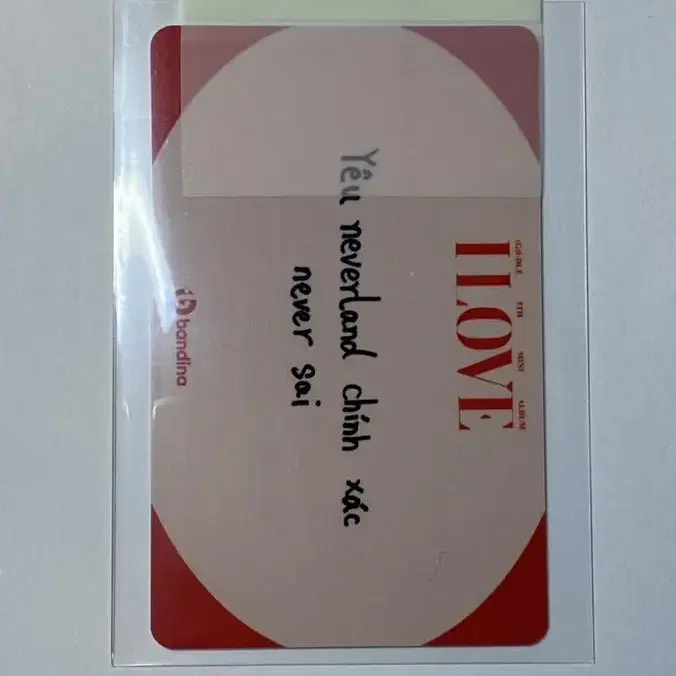 (G)I-DLE 5TH MINI ALBUM
I LOVE
Yêu neverland chính xác
never sai
bandina